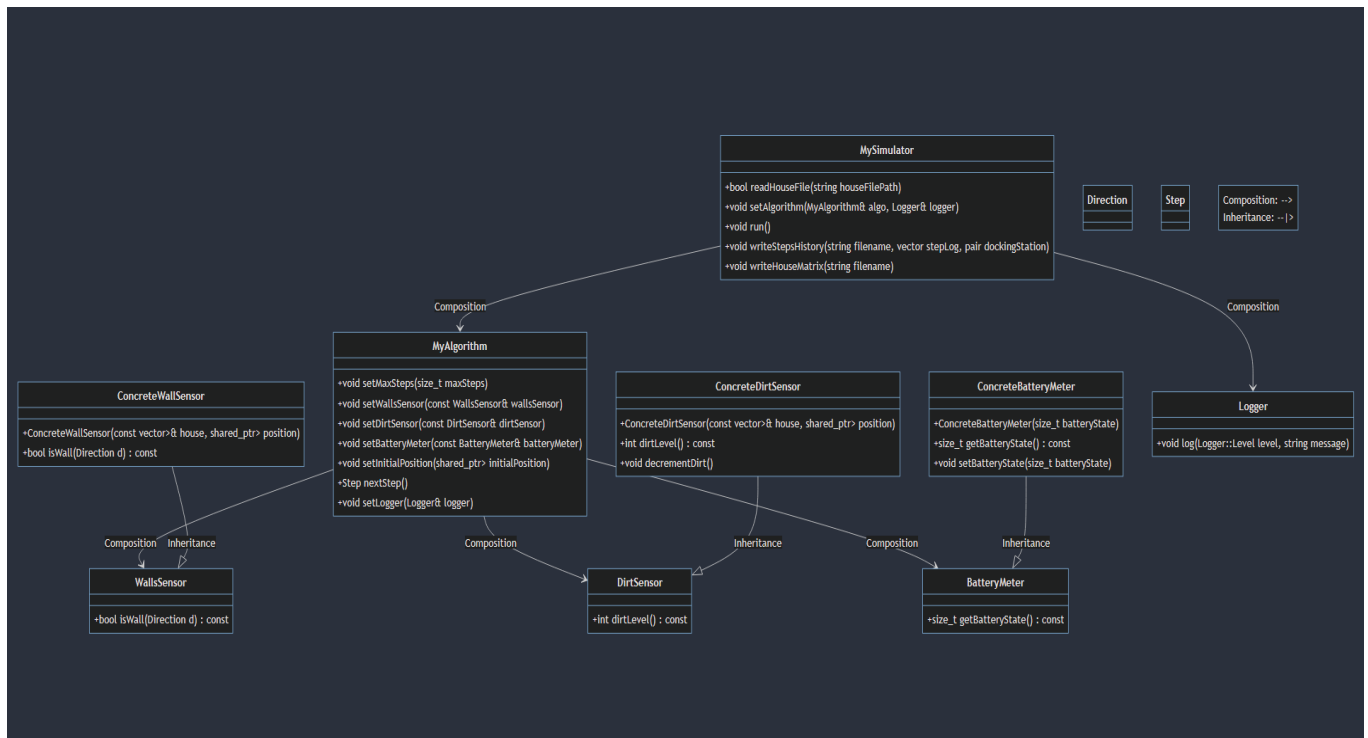 MySimulator
+bool readHouseFile(string houseFilePath)
+void setAlgorithm(MyAlgorithm& algo, Logger& logger)
+void run()
+void writeStepsHistory(string filename, vector stepLog, pair dockingStation)
+void writeHouseMatrix(string filename)
Direction
Step
Composition: -->
Inheritance: --|>
Composition
Composition
MyAlgorithm
+void setMaxSteps(size_t maxSteps)
+void setWallsSensor(const WallsSensor& wallsSensor)
+void setDirtSensor(const DirtSensor& dirtSensor)
+void setBatteryMeter(const BatteryMeter& batteryMeter)
+void setInitialPosition(shared_ptr> initialPosition)
+Step nextStep()
+void setLogger(Logger& logger)
ConcreteWallSensor
+ConcreteWallSensor(const vector>& house, shared_ptr> position)
+bool isWall(Direction d) : const
ConcreteDirtSensor
+ConcreteDirtSensor(const vector>& house, shared_ptr> position)
+int dirtLevel() : const
+void decrementDirt()
ConcreteBatteryMeter
+ConcreteBatteryMeter(size_t batteryState)
+size_t getBatteryState() : const
+void setBatteryState(size_t batteryState)
Logger
+void log(Logger::Level level, string message)
Composition
Inheritance
Composition
Inheritance
Composition
Inheritance
WallsSensor
+bool isWall(Direction d) : const
DirtSensor
+int dirtLevel() : const
BatteryMeter
+size_t getBatteryState() : const